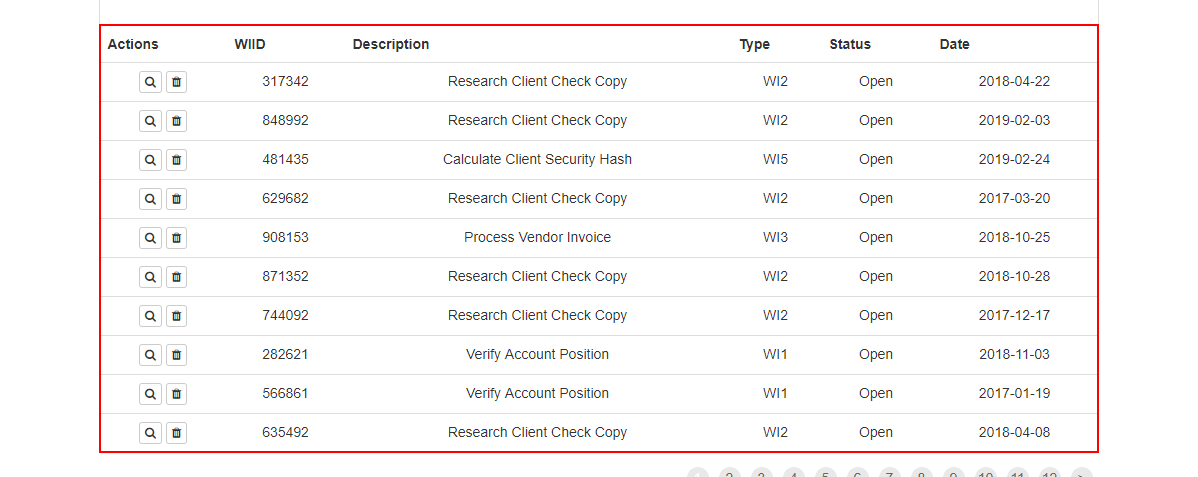 Actions WIID Description Type Status Date
317342 Research Client Check Copy WI2 Open 2018-04-22
848992 Research Client Check Copy WI2 Open 2019-02-03
481435 Calculate Client Security Hash WI5 Open 2019-02-24
629682 Research Client Check Copy WI2 Open 2017-03-20
908153 Process Vendor Invoice WI3 Open 2018-10-25
871352 Research Client Check Copy WI2 Open 2018-10-28
744092 Research Client Check Copy WI2 Open 2017-12-17
282621 Verify Account Position WI1 Open 2018-11-03
566861 Verify Account Position WI1 Open 2017-01-19
635492 Research Client Check Copy WI2 Open 2018-04-08
1 2 3 4 5 6 7 8 9 10 11 12 >